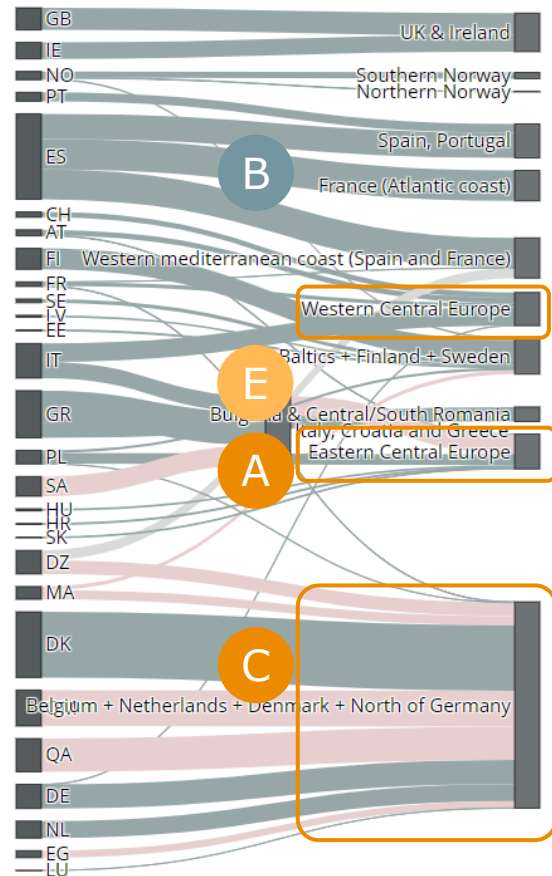 GB
UK & Ireland
IE
NO
Southern Norway
Northern Norway
PT
Spain, Portugal
ES
B
France (Atlantic coast)
CH
AT
FI
Western mediterranean coast (Spain and France)
FR
SE
Western Central Europe
LV
EE
IT
Baltics + Finland + Sweden
E
GR
& Central/South Romania
Italy, Croatia and Greece
PL
Eastern Central Europe
A
SA
HU
HR
SK
DZ
MA
DK
C
Belgium + Netherlands + Denmark + North of Germany
QA
DE
NL
EG
LU